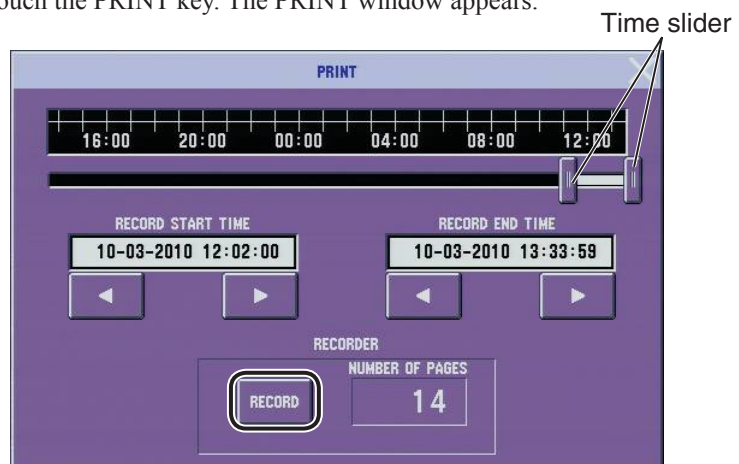 ouch the PRINT key. The PRINT window appears.
Time slider
PRINT
16:00 20:00 00:00 04:00 08:00 12:00
RECORD START TIME RECORD END TIME
10-03-2010 12:02:00 10-03-2010 13:33:59
RECORDER
NUMBER OF PAGES
RECORD 14